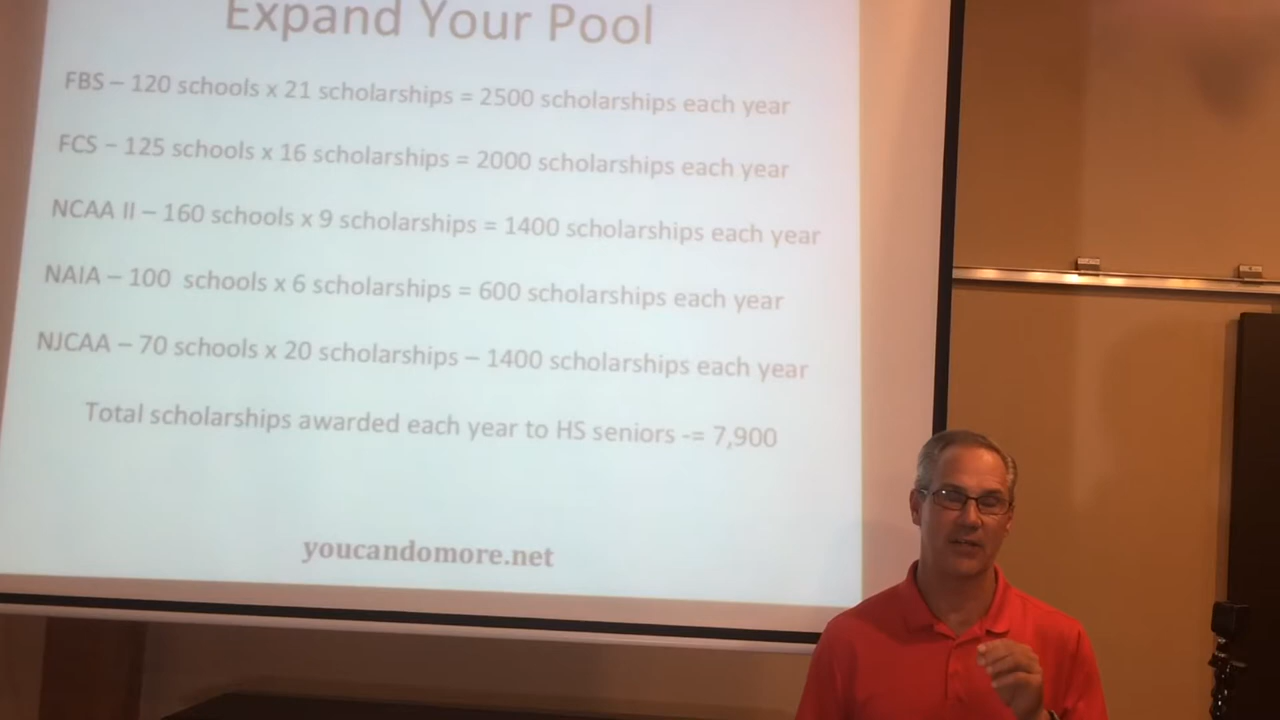 Expand Your Pool
FBS – 120 schools x 21 scholarships = 2500 scholarships each year
FCS – 125 schools x 16 scholarships = 2000 scholarships each year
NCAA II – 160 schools x 9 scholarships = 1400 scholarships each year
NAIA – 100 schools x 6 scholarships = 600 scholarships each year
NJCAA – 70 schools x 20 scholarships – 1400 scholarships each year
Total scholarships awarded each year to HS seniors -= 7,900
youcandomore.net